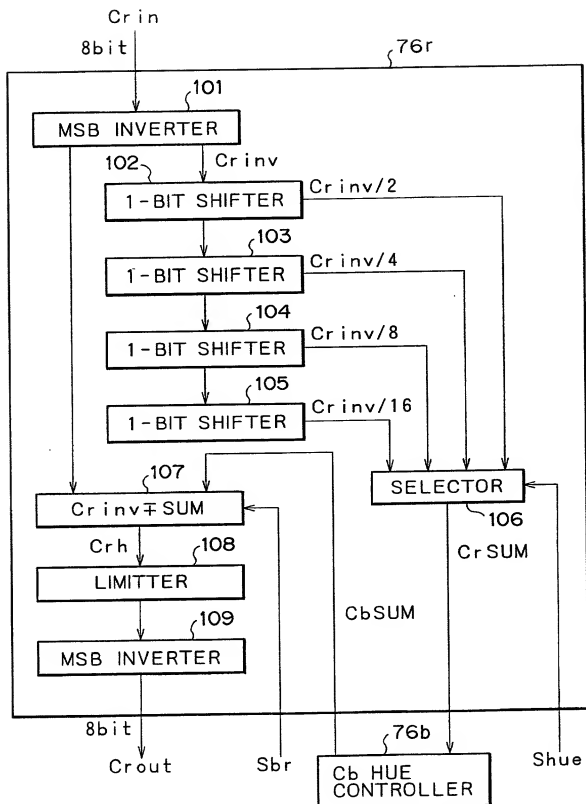 Crin
8bit
76r
101
MSB INVERTER
Crinv
102
1-BIT SHIFTER
Crinv/2
103
1-BIT SHIFTER
Crinv/4
104
1-BIT SHIFTER
Crinv/8
105
1-BIT SHIFTER
Crinv/16
107
Crinv∓SUM
SELECTOR
106
Crh
108
CrSUM
LIMITTER
CbSUM
109
MSB INVERTER
8bit
76b
Crout
Sbr
Cb HUE
CONTROLLER
Shue